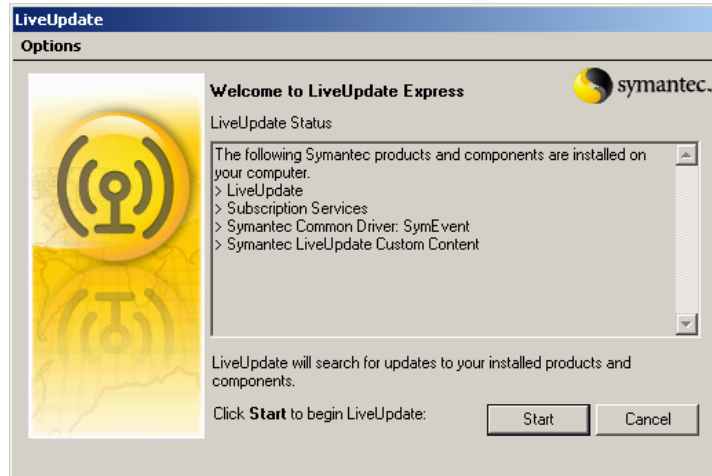 LiveUpdate
Options
Welcome to LiveUpdate Express
symantec.
LiveUpdate Status
The following Symantec products and components are installed on
your computer.
> LiveUpdate
> Subscription Services
> Symantec Common Driver: SymEvent
> Symantec LiveUpdate Custom Content
LiveUpdate will search for updates to your installed products and
components.
Click Start to begin LiveUpdate:
Start
Cancel